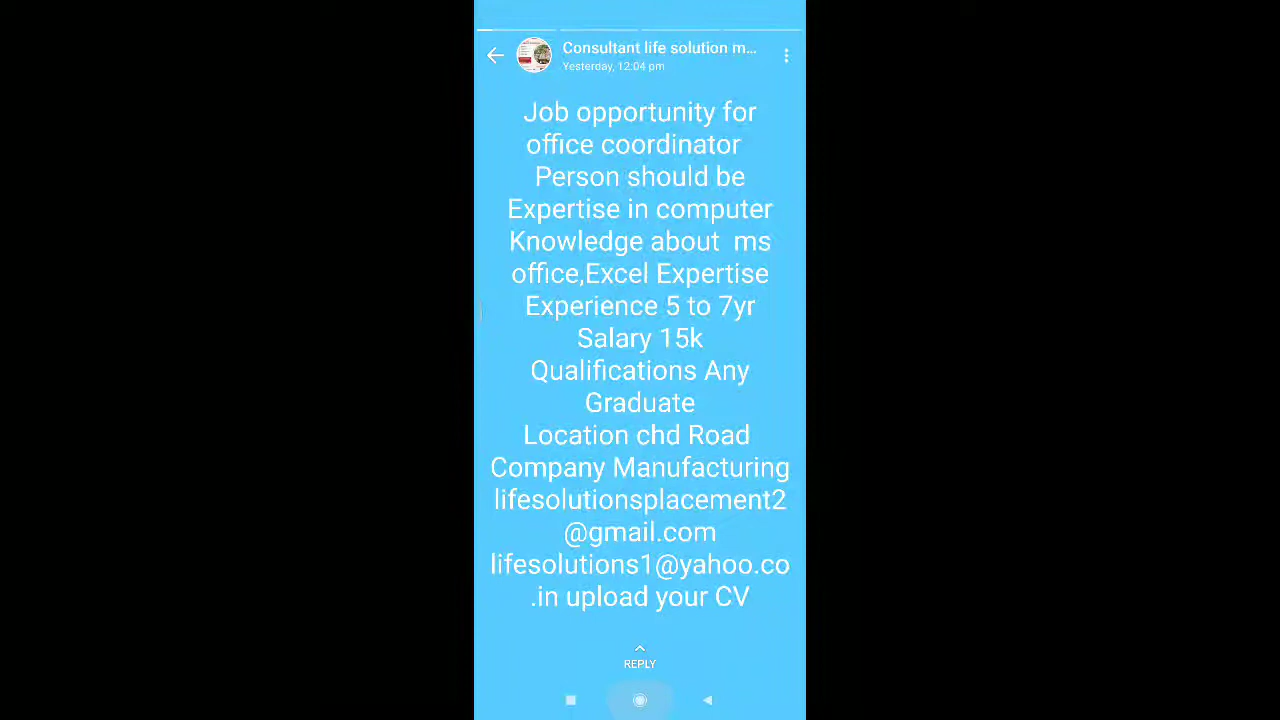 Consultant life solution m...
Yesterday, 12:04 pm
Job opportunity for
office coordinator
Person should be
Expertise in computer
Knowledge about  ms
office,Excel Expertise
Experience 5 to 7yr
Salary 15k
Qualifications Any
Graduate
Location chd Road
Company Manufacturing
lifesolutionsplacement2
@gmail.com
lifesolutions1@yahoo.co
.in upload your CV
REPLY